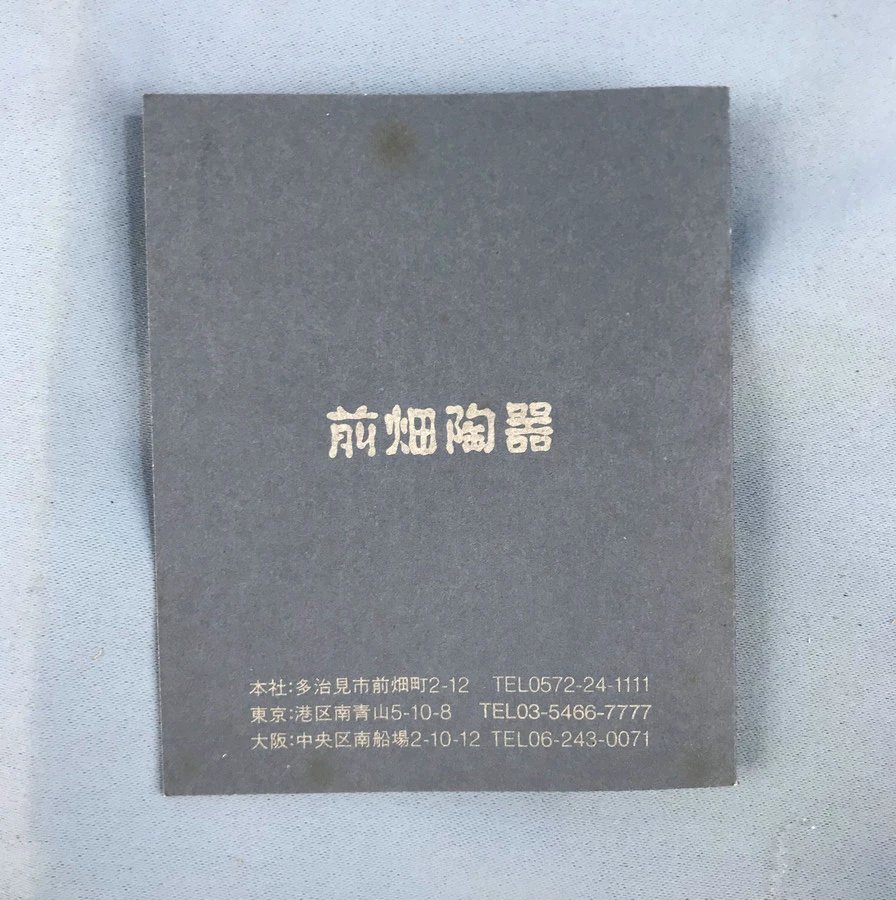 前畑陶器
本社:多治見市前畑町2-12 TEL0572-24-1111
東京:港区南青山5-10-8 TEL03-5466-7777
大阪:中央区南船場2-10-12 TEL06-243-0071